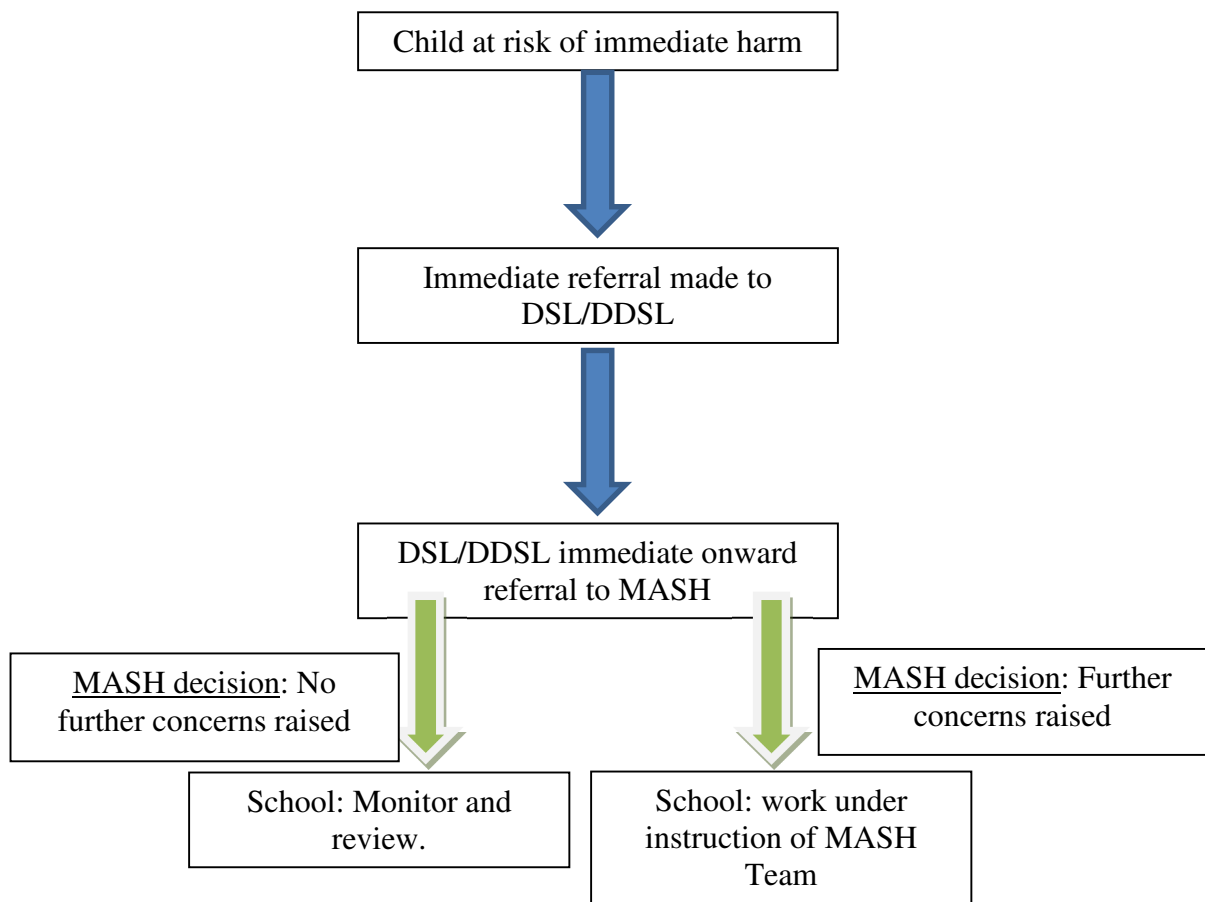 Child at risk of immediate harm
Immediate referral made to
DSL/DDSL
DSL/DDSL immediate onward
referral to MASH
MASH decision: No
further concerns raised
MASH decision: Further
concerns raised
School: Monitor and
review.
School: work under
instruction of MASH
Team